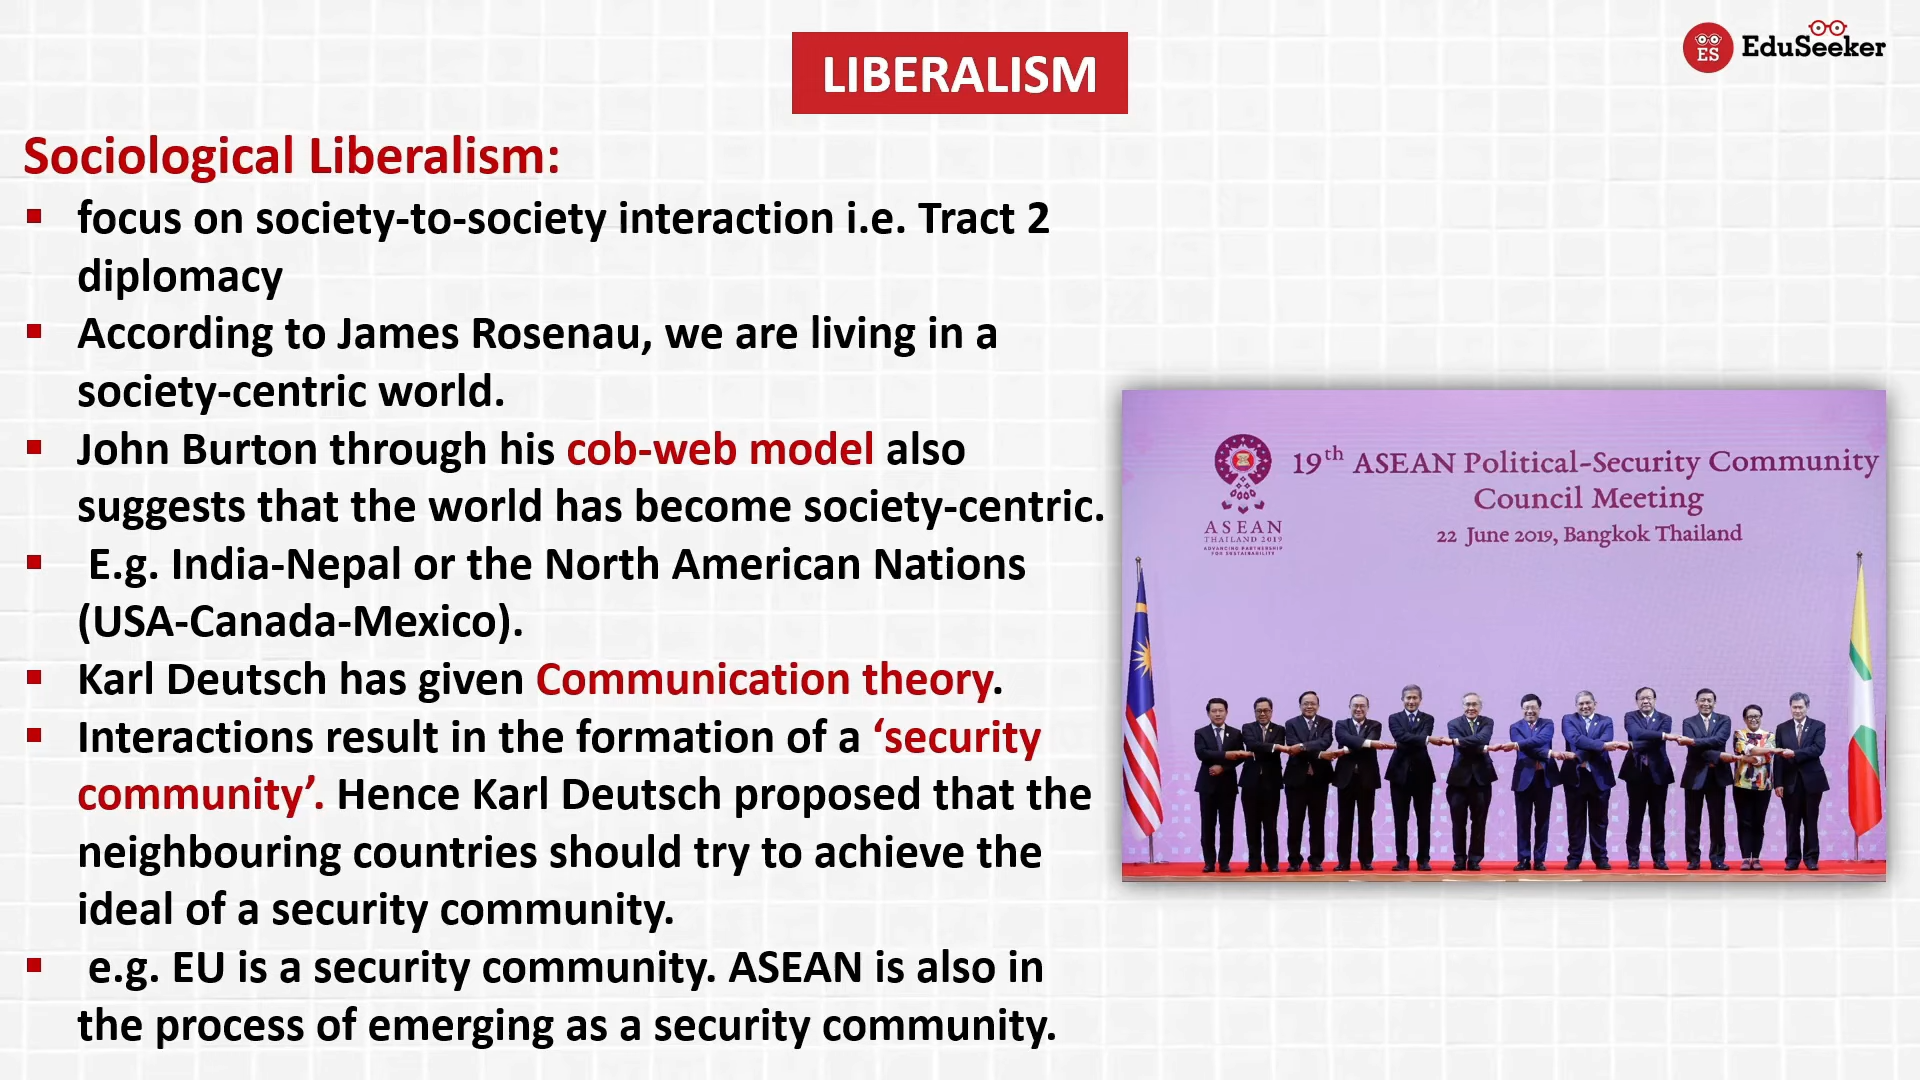 LIBERALISM
ES EduSeeker
Sociological Liberalism:
focus on society-to-society interaction i.e. Tract 2
diplomacy
According to James Rosenau, we are living in a
society-centric world.
John Burton through his cob-web model also
suggests that the world has become society-centric.
E.g. India-Nepal or the North American Nations
(USA-Canada-Mexico).
Karl Deutsch has given Communication theory.
Interactions result in the formation of a ‘security
community’. Hence Karl Deutsch proposed that the
neighbouring countries should try to achieve the
ideal of a security community.
e.g. EU is a security community. ASEAN is also in
the process of emerging as a security community.
19th ASEAN Political-Security Community
Council Meeting
22 June 2019, Bangkok Thailand
ASEAN
THAILAND 2019
ADVANCING PARTNERSHIP
FOR SUSTAINABILITY